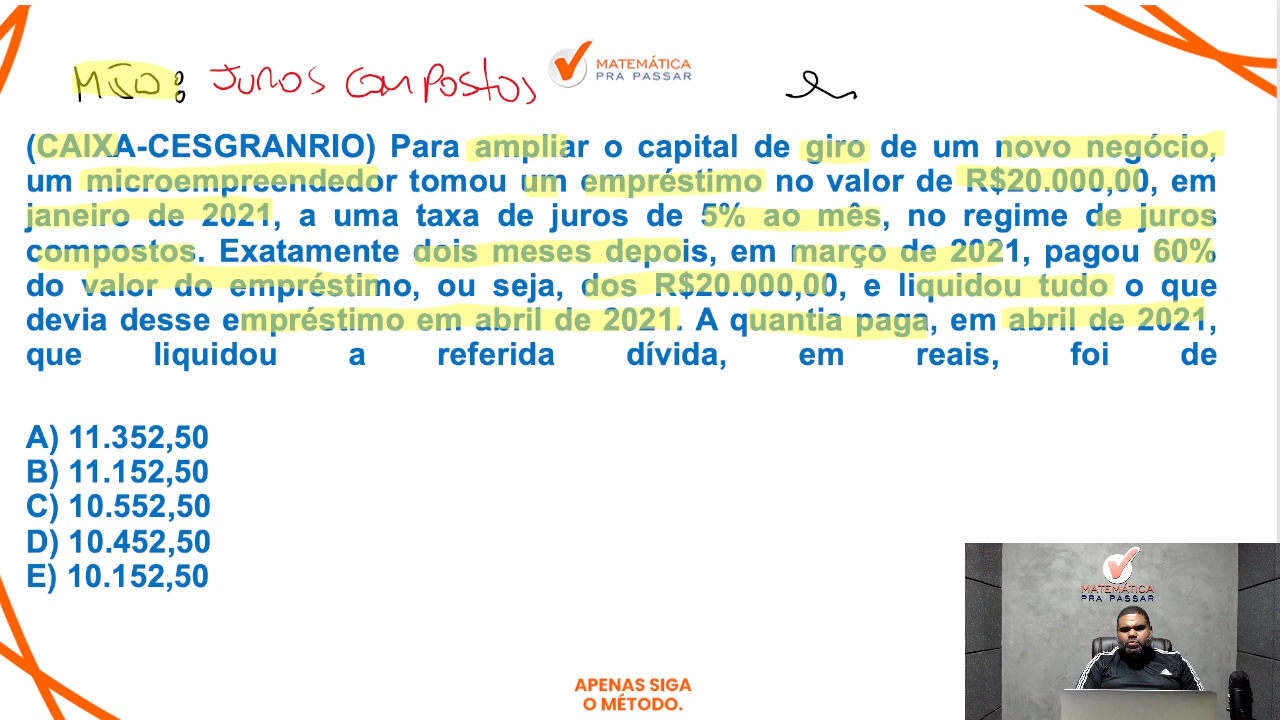 MJD: JUROS COMPOSTOS
MATEMÁTICA
PRA PASSAR
(CAIXA-CESGRANRIO) Para ampliar o capital de giro de um novo negócio,
um microempreendedor tomou um empréstimo no valor de R$20.000,00, em
janeiro de 2021, a uma taxa de juros de 5% ao mês, no regime de juros
compostos. Exatamente dois meses depois, em março de 2021, pagou 60%
do valor do empréstimo, ou seja, dos R$20.000,00, e liquidou tudo o que
devia desse empréstimo em abril de 2021. A quantia paga, em abril de 2021,
que liquidou a referida dívida, em reais, foi de
A) 11.352,50
B) 11.152,50
C) 10.552,50
D) 10.452,50
E) 10.152,50
MATEMÁTICA
PRA PASSAR
APENAS SIGA
O MÉTODO.